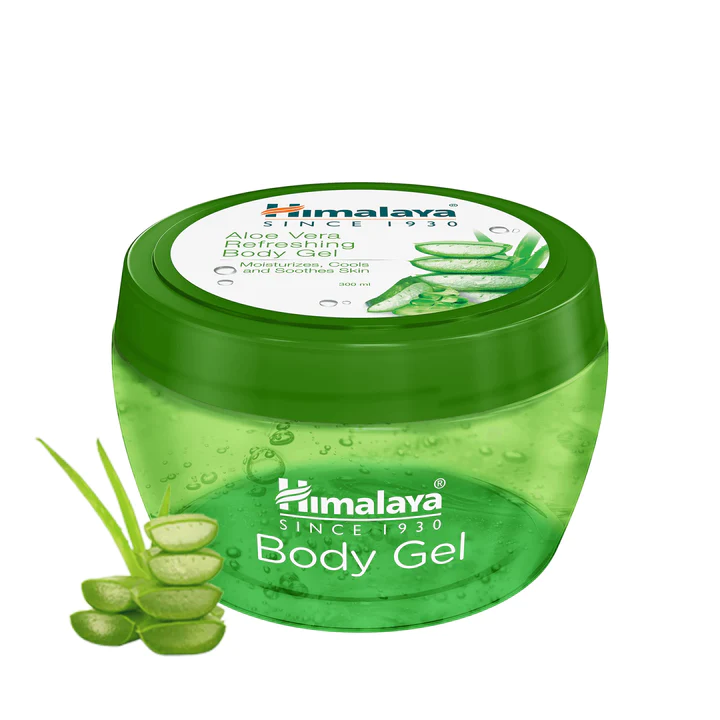 Himalaya®
SINCE 1930
Aloe Vera
Refreshing
Body Gel
Moisturizes, Cools
and Soothes Skin
300 ml
Himalaya®
SINCE 1930
Body Gel